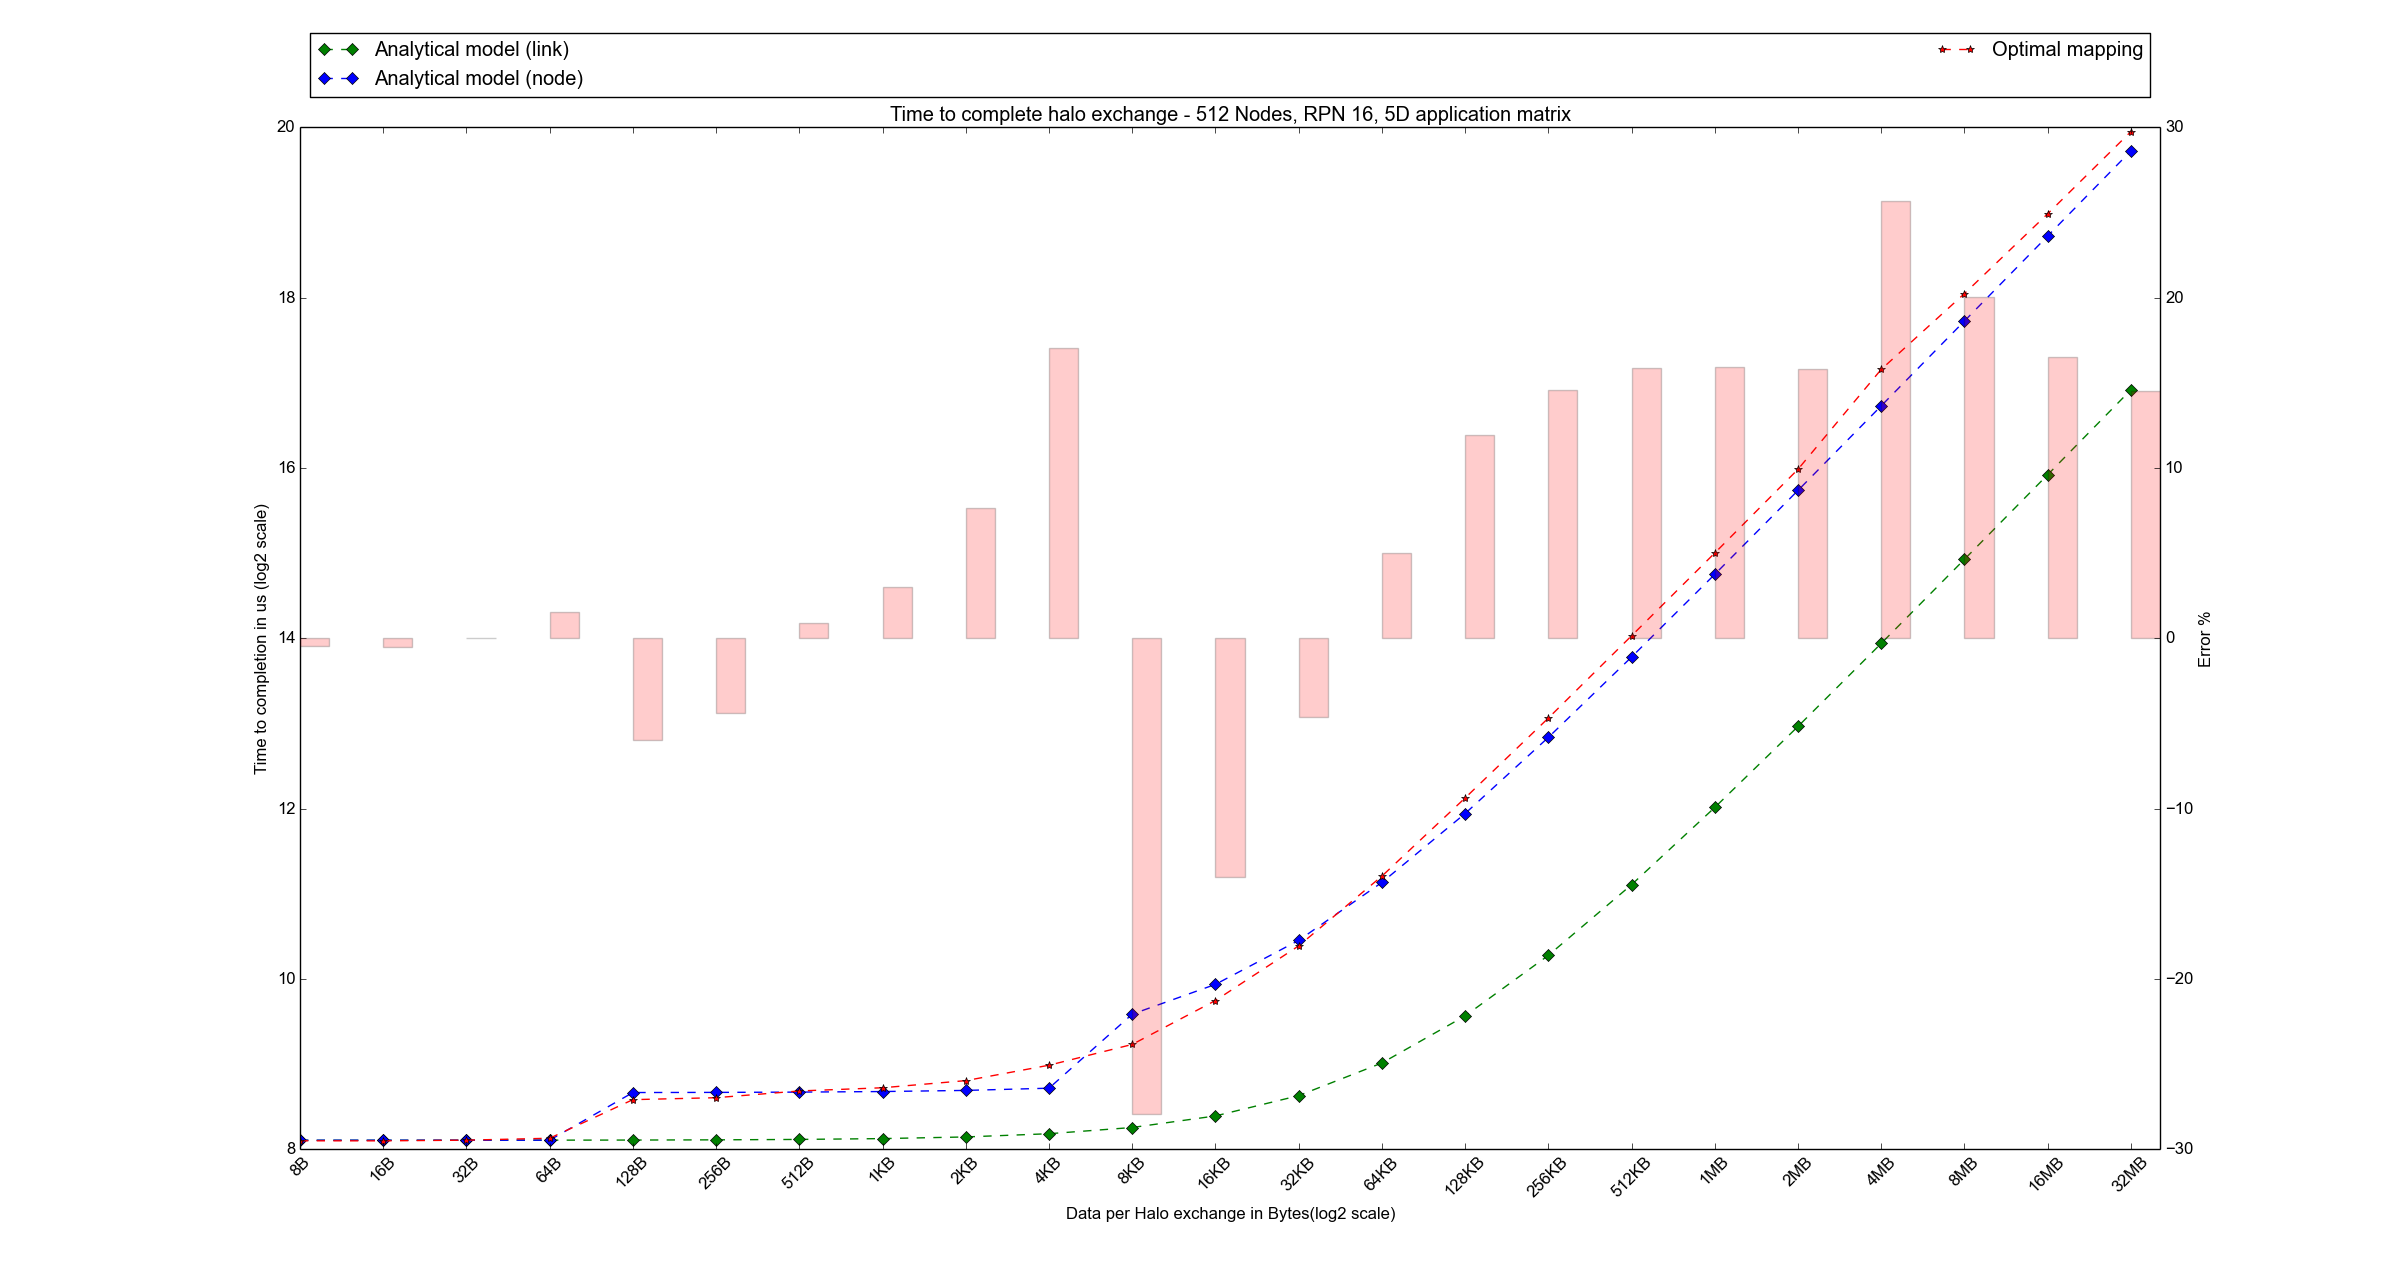 Analytical model (link)
Analytical model (node)
Optimal mapping
Time to complete halo exchange - 512 Nodes, RPN 16, 5D application matrix
20
18
16
14
12
10
8
Time to completion in us (log2 scale)
30
20
10
0
−10
−20
−30
Error %
8B 16B 32B 64B 128B 256B 512B 1KB 2KB 4KB 8KB 16KB 32KB 64KB 128KB 256KB 512KB 1MB 2MB 4MB 8MB 16MB 32MB
Data per Halo exchange in Bytes(log2 scale)